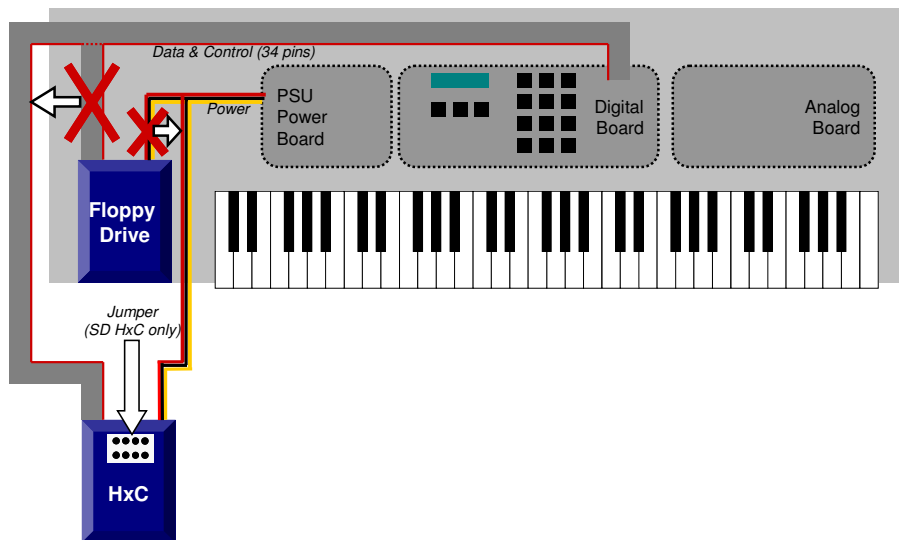 Data & Control (34 pins)
Power
PSU
Power
Board
Digital
Board
Analog
Board
Floppy
Drive
Jumper
(SD HxC only)
HxC